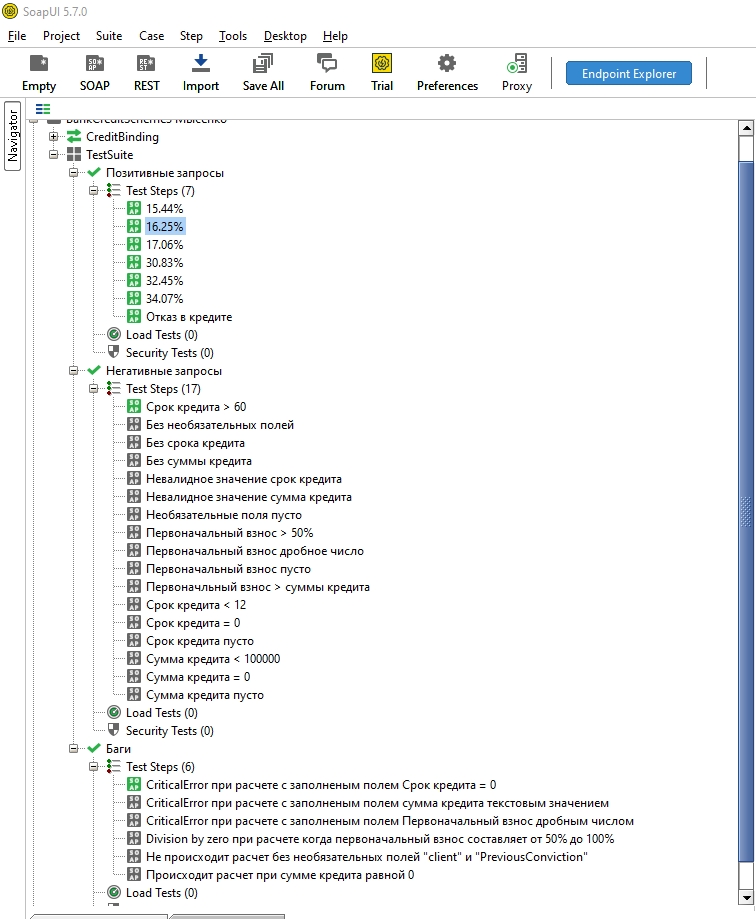 SoapUI 5.7.0
File Project Suite Case Step Tools Desktop Help
Empty SOAP REST Import Save All Forum Trial Preferences Proxy Endpoint Explorer
Navigator
CreditBinding
TestSuite
Позитивные запросы
Test Steps (7)
15.44%
16.25%
17.06%
30.83%
32.45%
34.07%
Отказ в кредите
Load Tests (0)
Security Tests (0)
Негативные запросы
Test Steps (17)
Срок кредита > 60
Без необязательных полей
Без срока кредита
Без суммы кредита
Невалидное значение срок кредита
Невалидное значение сумма кредита
Необязательные поля пусто
Первоначальный взнос > 50%
Первоначальный взнос дробное число
Первоначальный взнос пусто
Первоначльный взнос > суммы кредита
Срок кредита < 12
Срок кредита = 0
Срок кредита пусто
Сумма кредита < 100000
Сумма кредита = 0
Сумма кредита пусто
Load Tests (0)
Security Tests (0)
Баги
Test Steps (6)
CriticalError при расчете с заполненым полем Срок кредита = 0
CriticalError при расчете с заполненым полем сумма кредита текстовым значением
CriticalError при расчете с заполненым полем Первоначальный взнос дробным числом
Division by zero при расчете когда первоначальный взнос составляет от 50% до 100%
Не происходит расчет без необязательных полей "client" и "PreviousConviction"
Происходит расчет при сумме кредита равной 0
Load Tests (0)